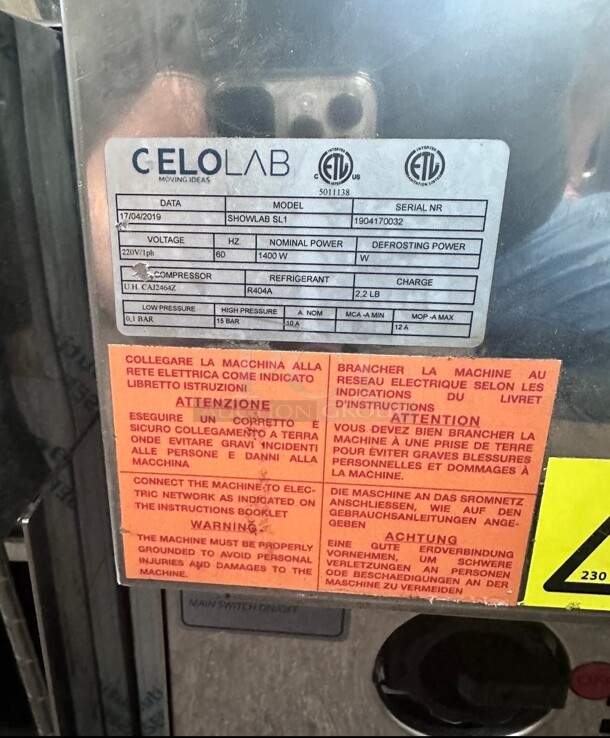 CELOLAB
MOVING IDEAS
C ETL US
INTERTEK
ETL
5011138
DATA MODEL SERIAL NR
17/04/2019 SHOWLAB SL1 1904170032
VOLTAGE HZ NOMINAL POWER DEFROSTING POWER
220V/1ph 60 1400 W W
COMPRESSOR REFRIGERANT CHARGE
U.H. CAJ2464Z R404A 2,2 LB
LOW PRESSURE HIGH PRESSURE A NOM MCA -A MIN MOP -A MAX
0,1 BAR 15 BAR 10 A 12 A
COLLEGARE LA MACCHINA ALLA
RETE ELETTRICA COME INDICATO
LIBRETTO ISTRUZIONI
ATTENZIONE
ESEGUIRE UN CORRETTO E
SICURO COLLEGAMENTO A TERRA
ONDE EVITARE GRAVI INCIDENTI
ALLE PERSONE E DANNI ALLA
MACCHINA
BRANCHER LA MACHINE AU
RESEAU ELECTRIQUE SELON LES
INDICATIONS DU LIVRET
D'INSTRUCTIONS
ATTENTION
VOUS DEVEZ BIEN BRANCHER LA
MACHINE À UNE PRISE DE TERRE
POUR ÉVITER GRAVES BLESSURES
PERSONNELLES ET DOMMAGES À
LA MACHINE.
CONNECT THE MACHINE TO ELEC-
TRIC NETWORK AS INDICATED ON
THE INSTRUCTIONS BOOKLET
WARNING
THE MACHINE MUST BE PROPERLY
GROUNDED TO AVOID PERSONAL
INJURIES AND DAMAGES TO THE
MACHINE.
DIE MASCHINE AN DAS SROMNETZ
ANSCHLIESSEN, WIE AUF DEN
GEBRAUCHSANLEITUNGEN ANGE-
GEBEN
ACHTUNG
EINE GUTE ERDVERBINDUNG
VORNEHMEN, UM SCHWERE
VERLETZUNGEN AN PERSONEN
ODE BESCHAEDIGUNGEN AN DER
MASCHINE ZU VERMEIDEN
230
MAIN SWITCH ON/OFF